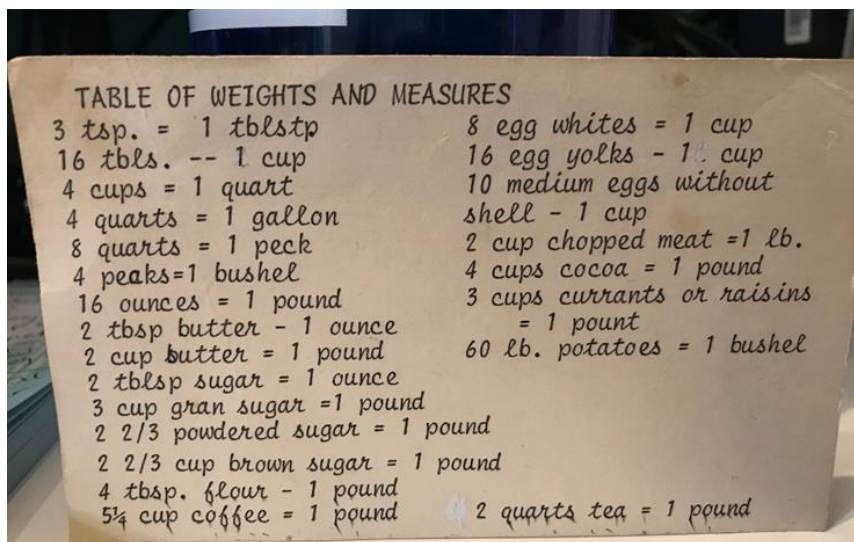 TABLE OF WEIGHTS AND MEASURES
3 tsp. = 1 tblstp
16 tbls. -- 1 cup
4 cups = 1 quart
4 quarts = 1 gallon
8 quarts = 1 peck
4 peaks=1 bushel
16 ounces = 1 pound
2 tbsp butter - 1 ounce
2 cup butter = 1 pound
2 tblsp sugar = 1 ounce
3 cup gran sugar =1 pound
2 2/3 powdered sugar = 1 pound
2 2/3 cup brown sugar = 1 pound
4 tbsp. flour - 1 pound
5¼ cup coffee = 1 pound
8 egg whites = 1 cup
16 egg yolks - 1 cup
10 medium eggs without
shell - 1 cup
2 cup chopped meat =1 lb.
4 cups cocoa = 1 pound
3 cups currants or raisins
= 1 pount
60 lb. potatoes = 1 bushel
2 quarts tea = 1 pound